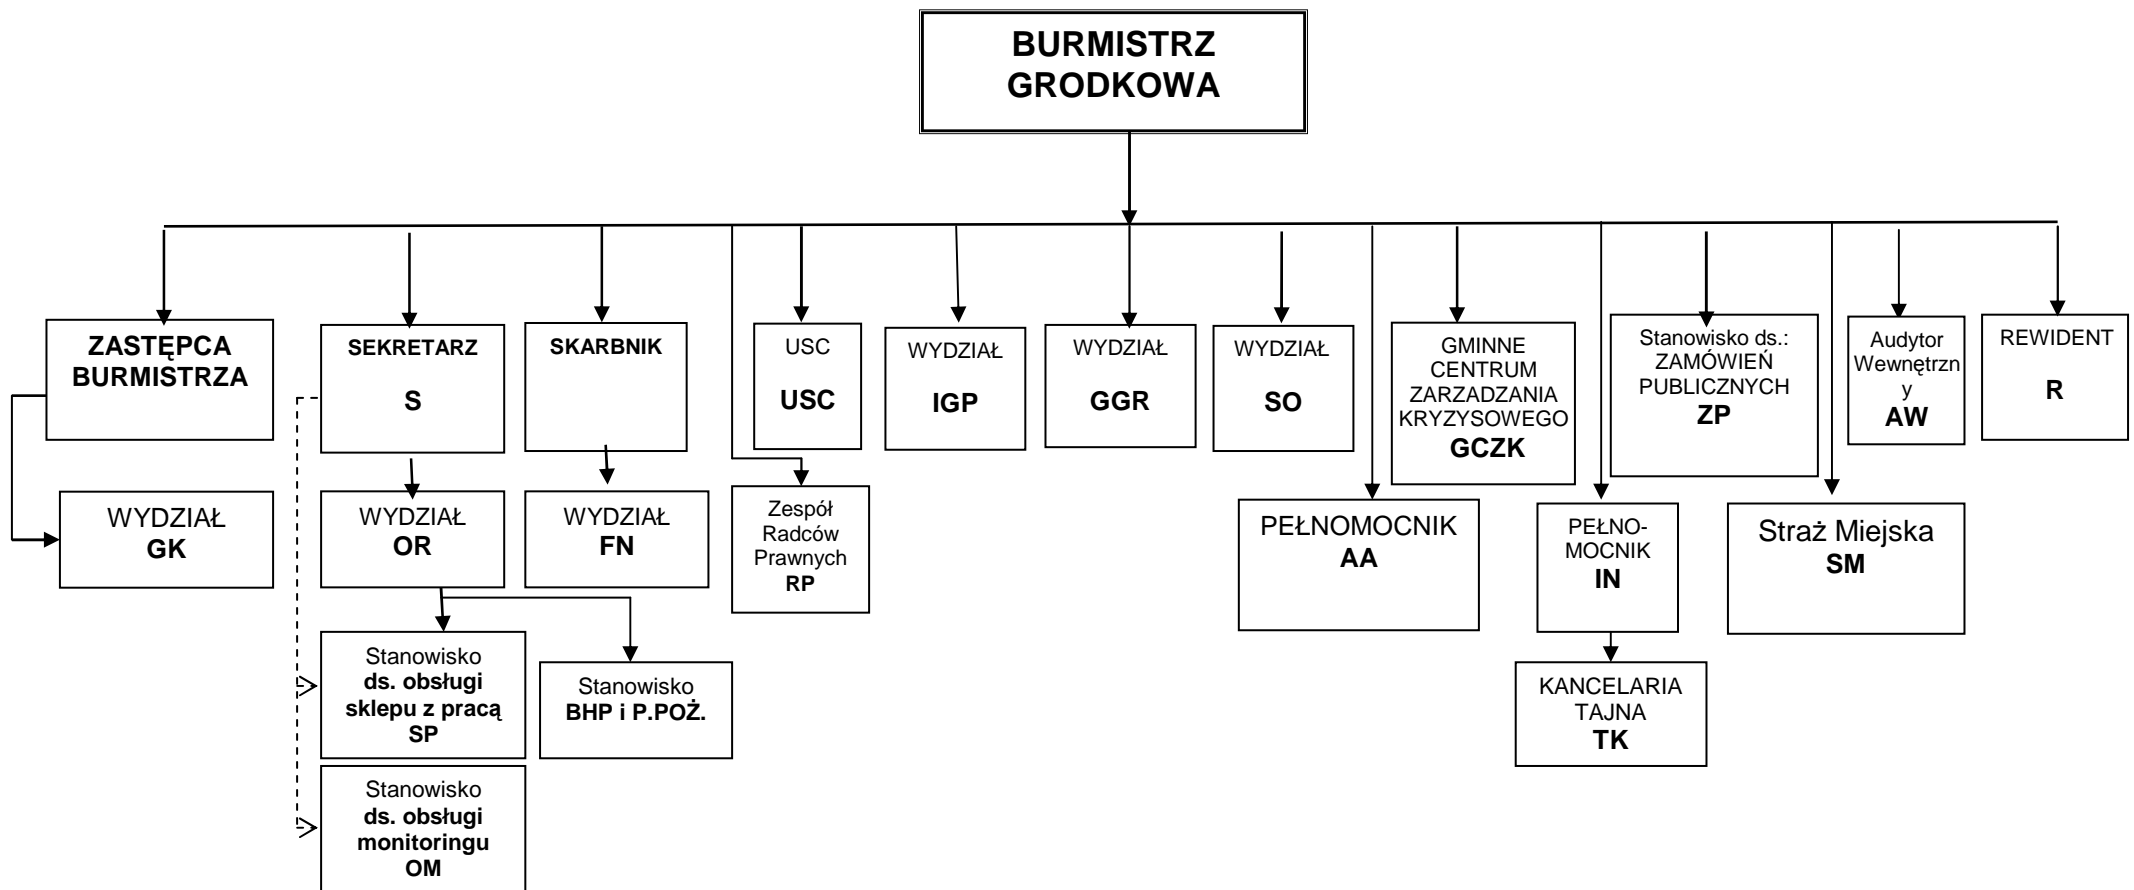 BURMISTRZ
GRODKOWA
ZASTĘPCA
BURMISTRZA
SEKRETARZ
S
SKARBNIK
USC
USC
WYDZIAŁ
IGP
WYDZIAŁ
GGR
WYDZIAŁ
SO
GMINNE
CENTRUM
ZARZADZANIA
KRYZYSOWEGO
GCZK
Stanowisko ds.:
ZAMÓWIEŃ
PUBLICZNYCH
ZP
Audytor
Wewnętrzn
y
AW
REWIDENT
R
WYDZIAŁ
GK
WYDZIAŁ
OR
WYDZIAŁ
FN
Zespół
Radców
Prawnych
RP
PEŁNOMOCNIK
AA
PEŁNO-
MOCNIK
IN
Straż Miejska
SM
Stanowisko
ds. obsługi
sklepu z pracą
SP
Stanowisko
BHP i P.POŻ.
KANCELARIA
TAJNA
TK
Stanowisko
ds. obsługi
monitoringu
OM